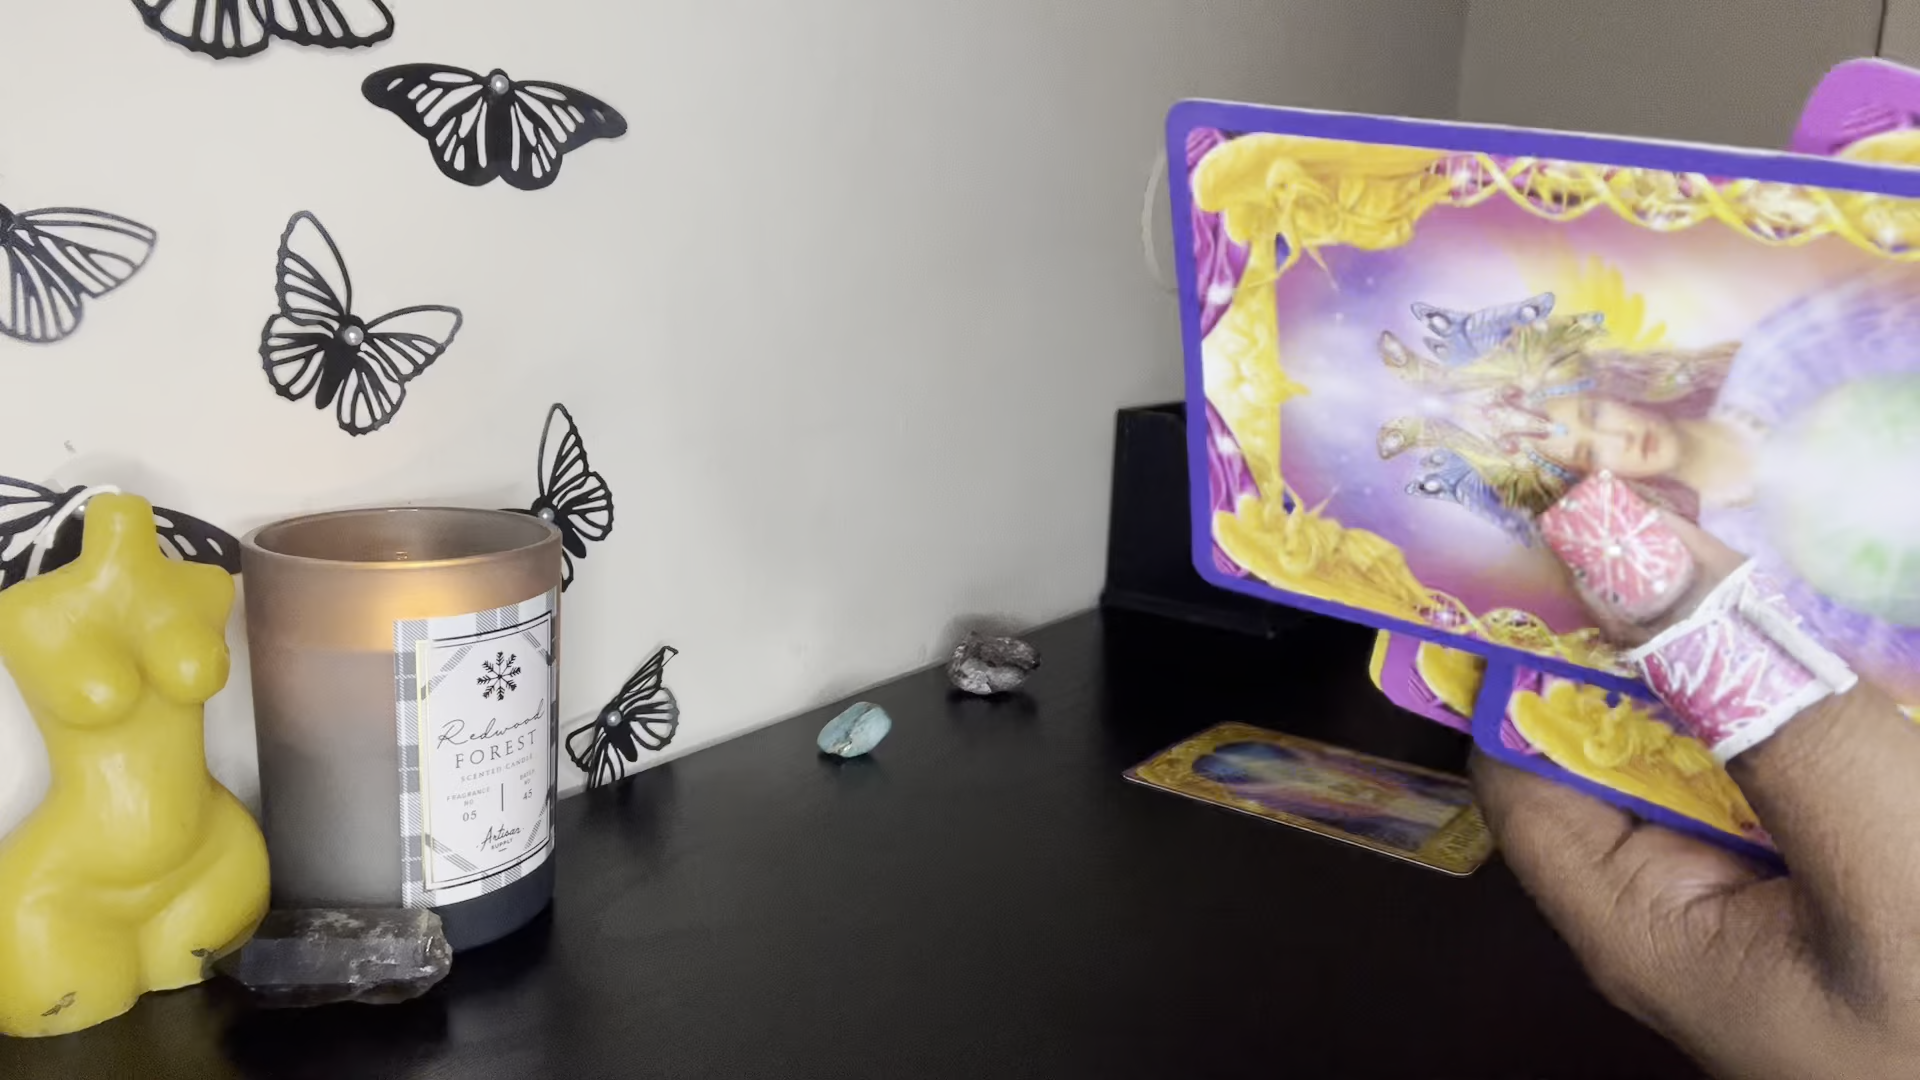 Redwood
FOREST
SCENTED CANDLE
FRAGRANCE
NO
05
BATCH
NO
45
Artisan
SUPPLY